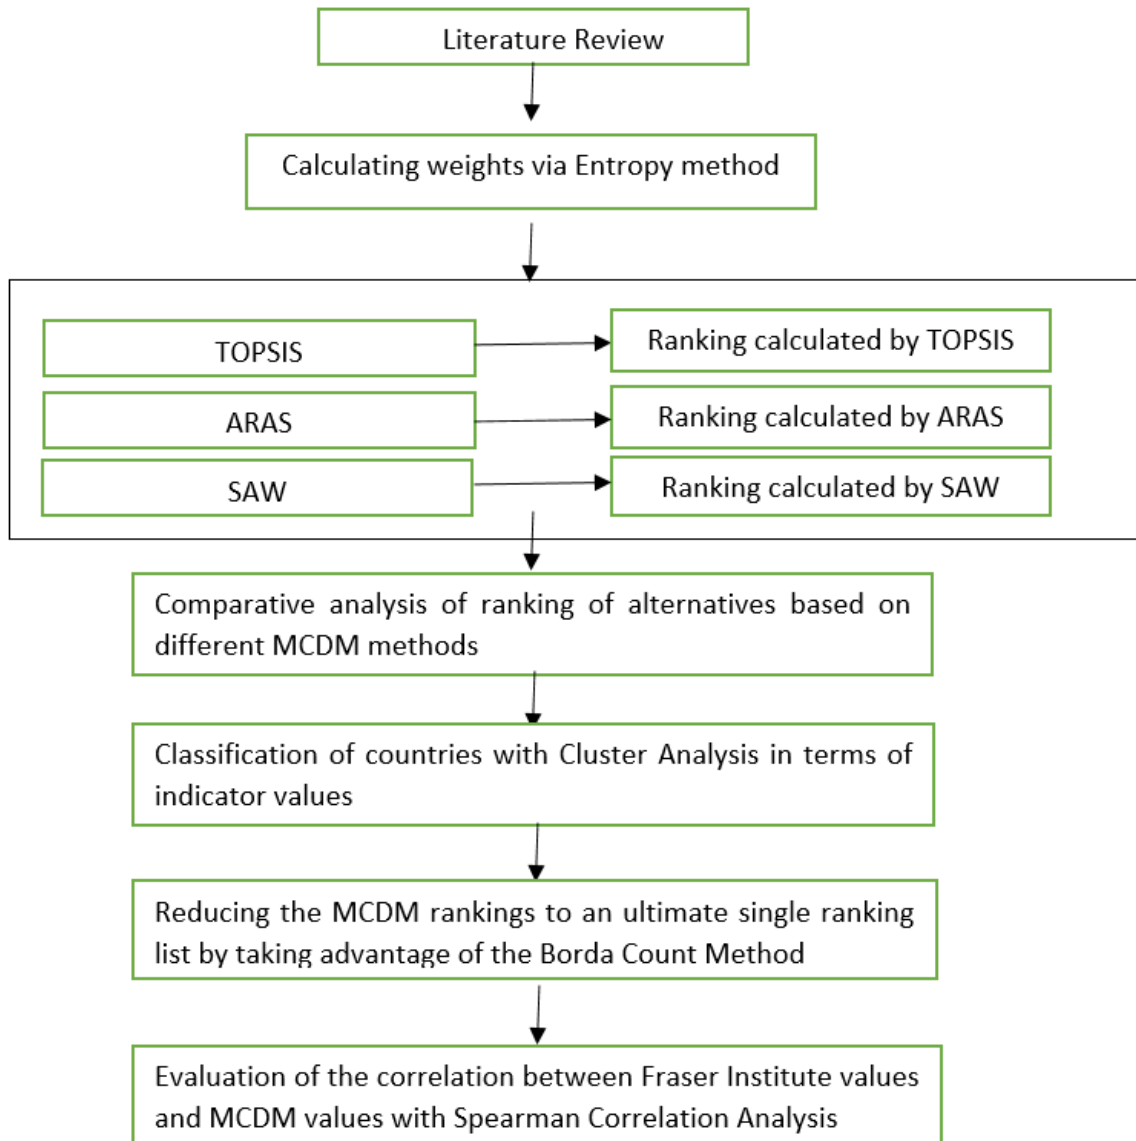 Literature Review
Calculating weights via Entropy method
TOPSIS
Ranking calculated by TOPSIS
ARAS
Ranking calculated by ARAS
SAW
Ranking calculated by SAW
Comparative analysis of ranking of alternatives based on
different MCDM methods
Classification of countries with Cluster Analysis in terms of
indicator values
Reducing the MCDM rankings to an ultimate single ranking
list by taking advantage of the Borda Count Method
Evaluation of the correlation between Fraser Institute values
and MCDM values with Spearman Correlation Analysis